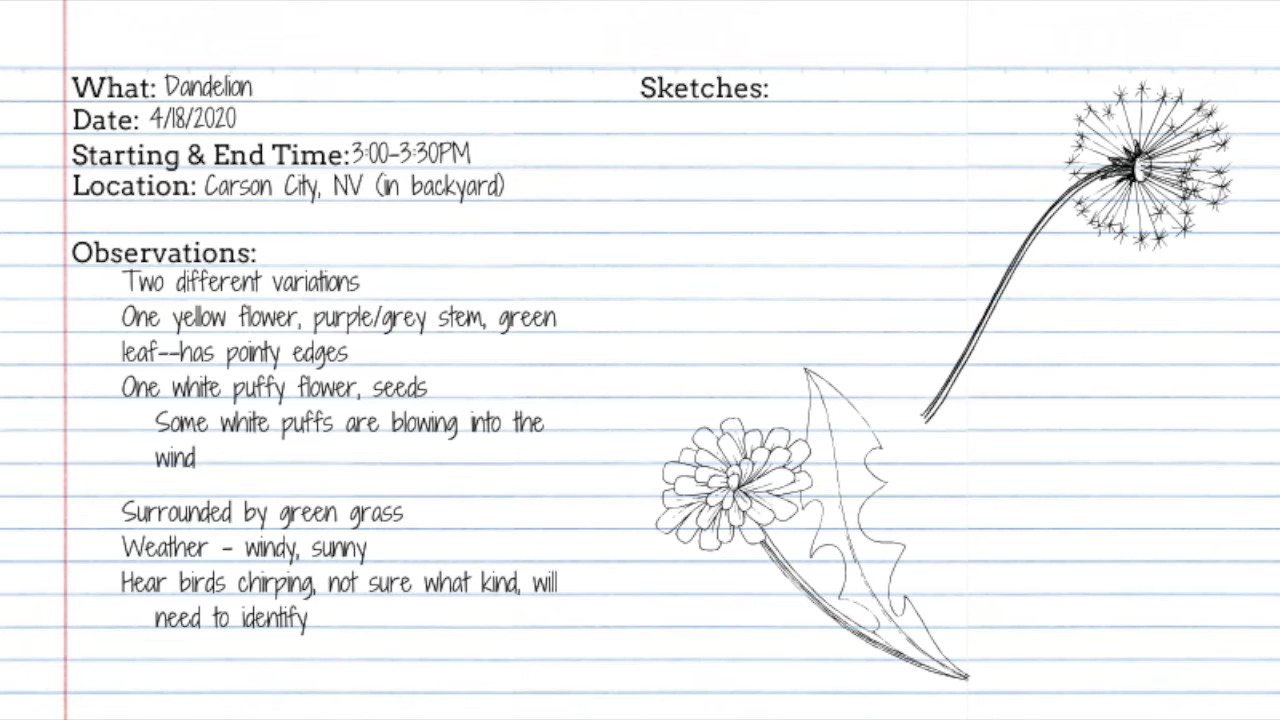 What: Dandelion
Date: 4/18/2020
Starting & End Time:3:00-3:30PM
Location: Carson City, NV (in backyard)
Observations:
Two different variations
One yellow flower, purple/grey stem, green
leaf--has pointy edges
One white puffy flower, seeds
Some white puffs are blowing into the
wind
Surrounded by green grass
Weather - windy, sunny
Hear birds chirping, not sure what kind, will
need to identify
Sketches: